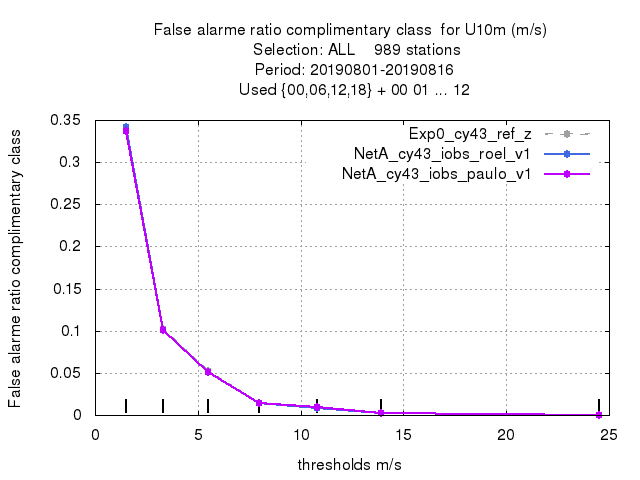 False alarme ratio complimentary class for U10m (m/s)
Selection: ALL 989 stations
Period: 20190801-20190816
Used {00,06,12,18} + 00 01 ... 12
False alarme ratio complimentary class
0.35
0.3
0.25
0.2
0.15
0.1
0.05
0
Exp0_cy43_ref_z
NetA_cy43_iobs_roel_v1
NetA_cy43_iobs_paulo_v1
0 5 10 15 20 25
thresholds m/s